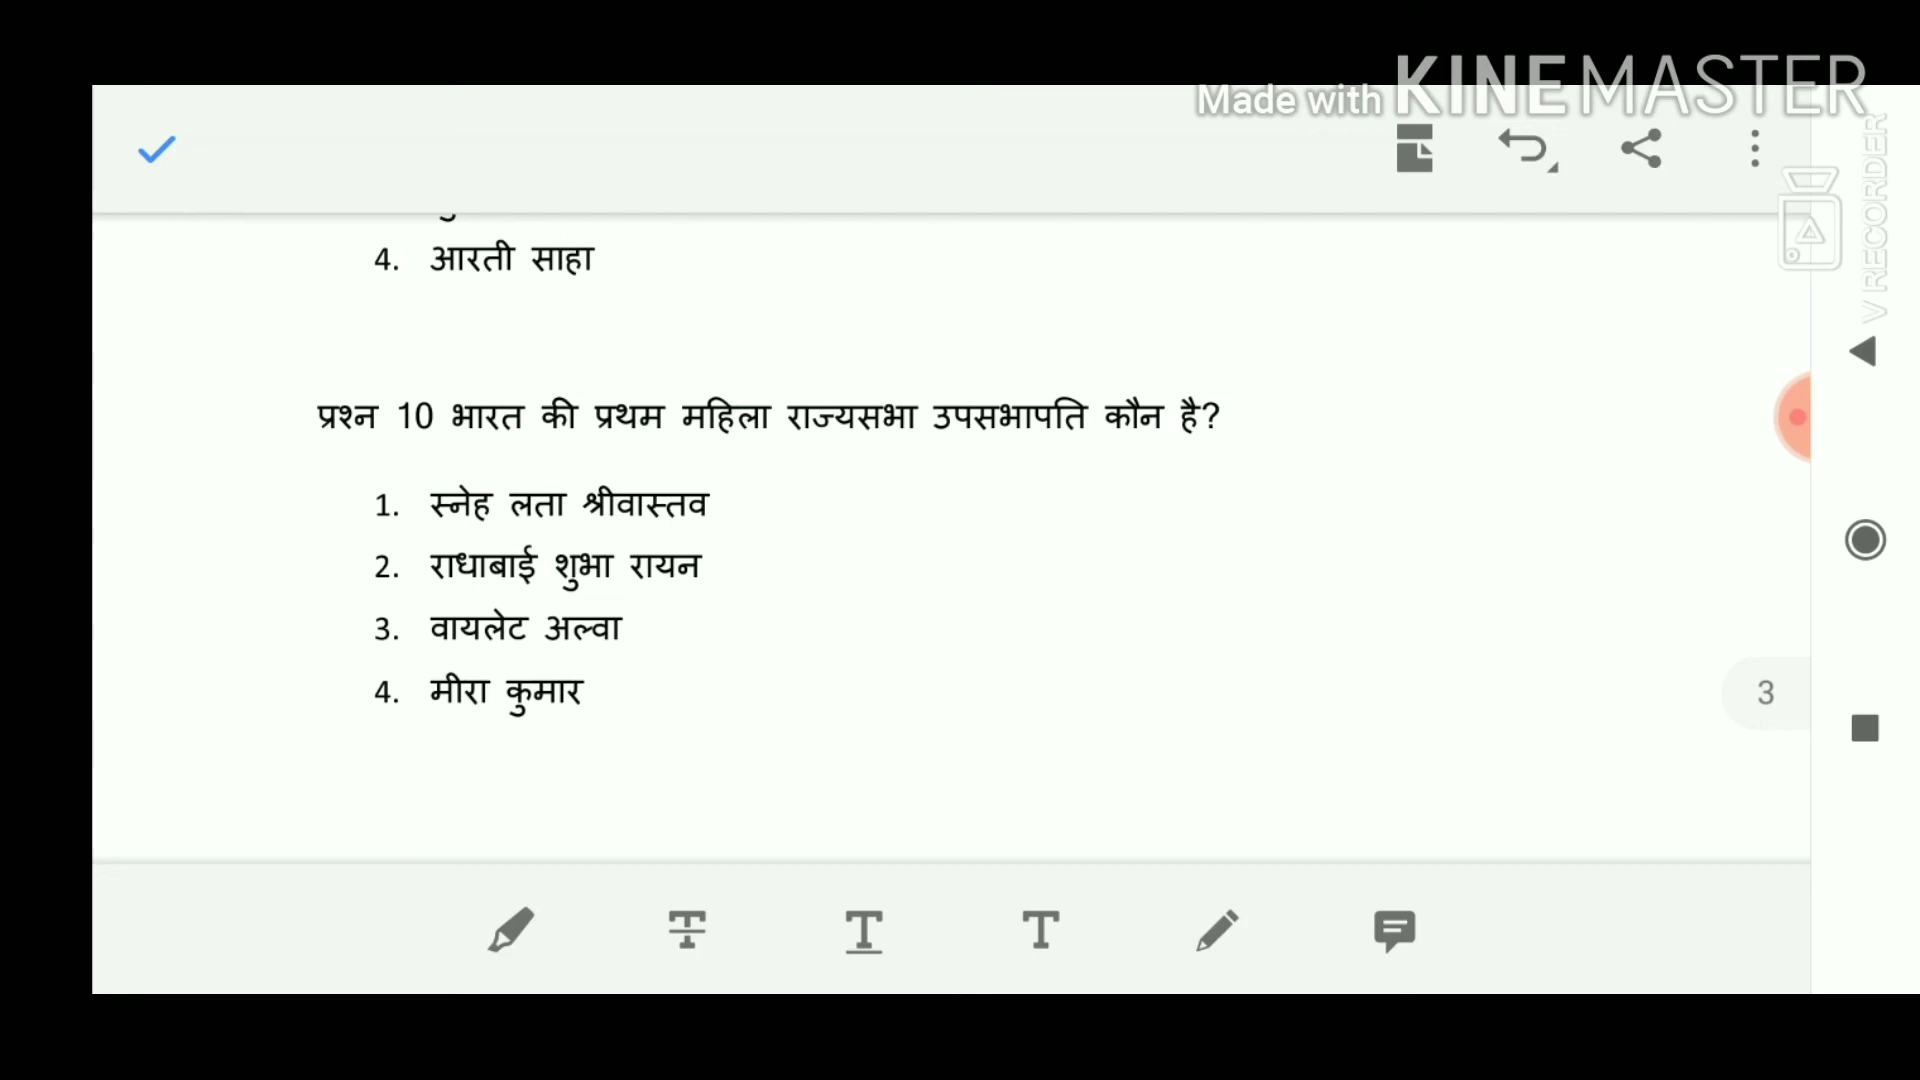 Made with KINEMASTER
V RECORDER
4. आरती साहा
प्रश्न 10 भारत की प्रथम महिला राज्यसभा उपसभापति कौन है?
1. स्नेह लता श्रीवास्तव
2. राधाबाई शुभा रायन
3. वायलेट अल्वा
4. मीरा कुमार
3